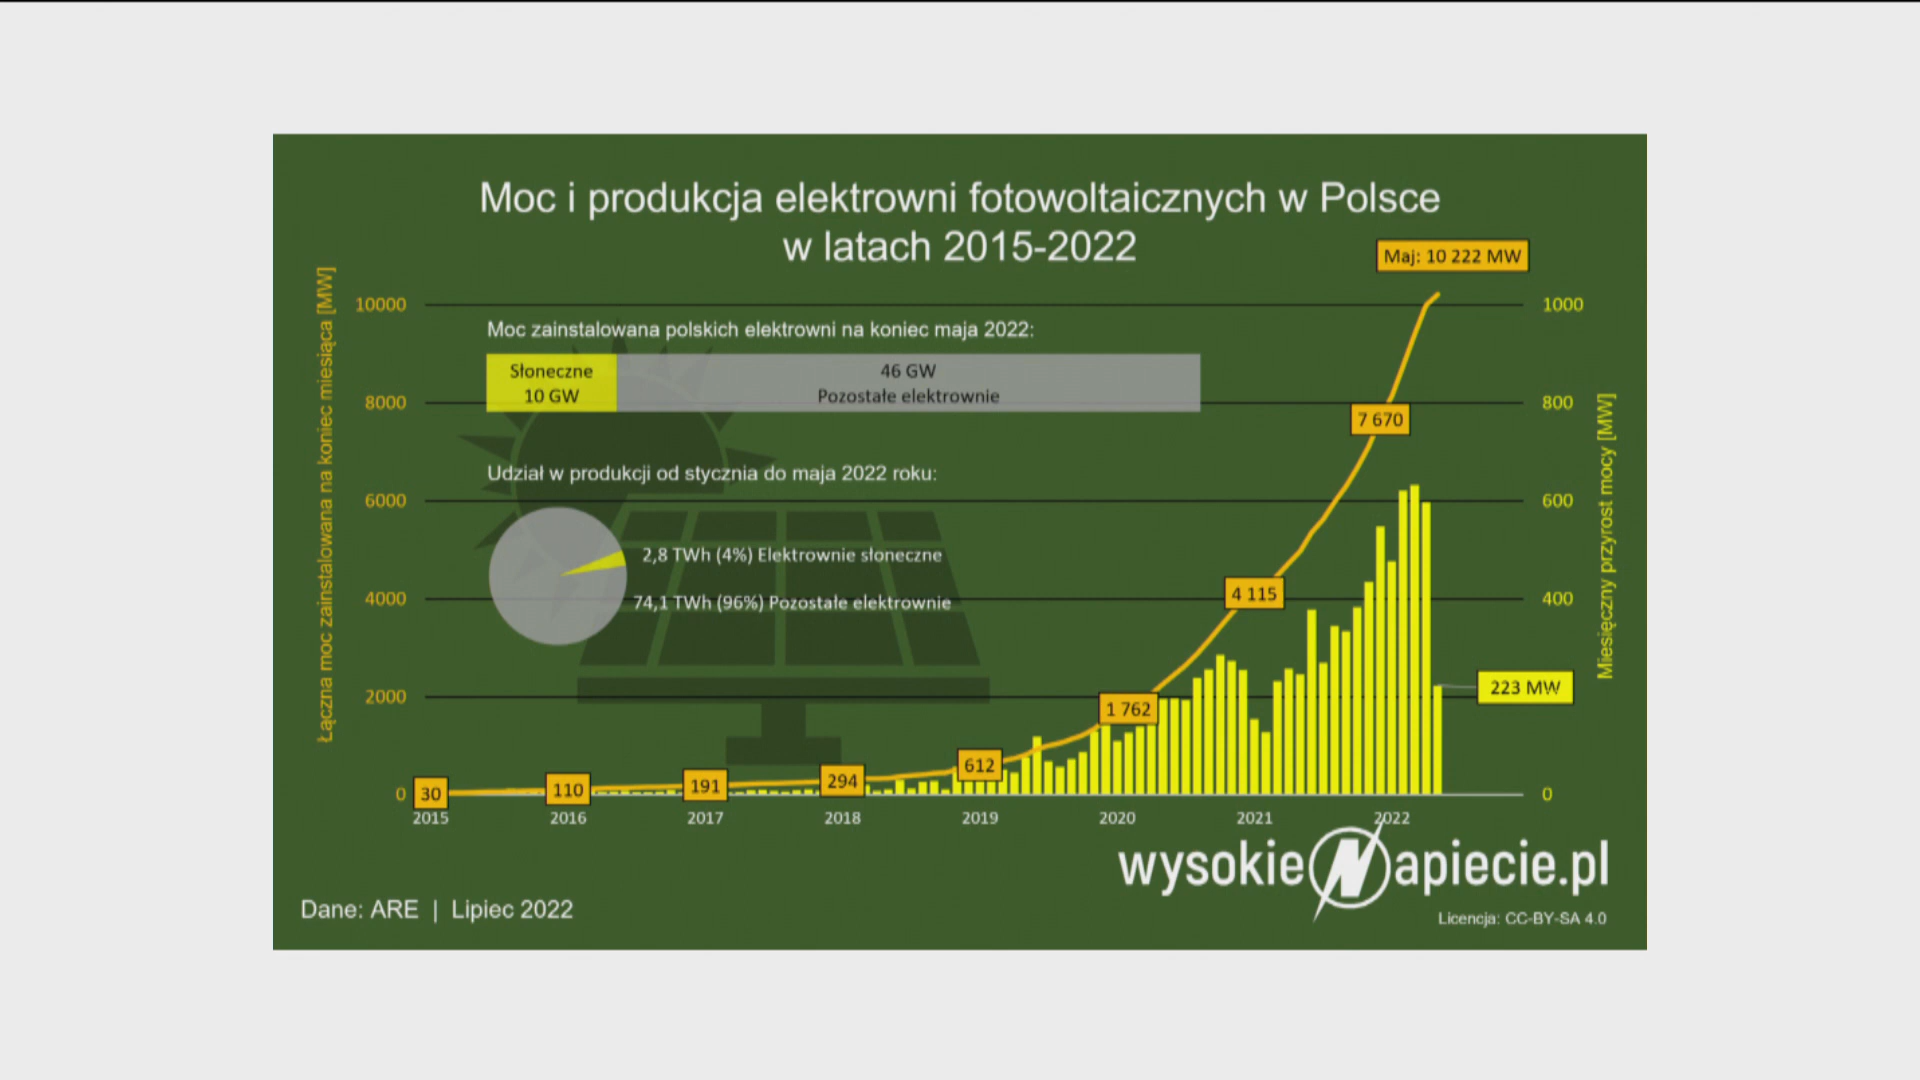 Moc i produkcja elektrowni fotowoltaicznych w Polsce
w latach 2015-2022
Maj: 10 222 MW
Łączna moc zainstalowana na koniec miesiąca [MW]
10000
8000
6000
4000
2000
0
Moc zainstalowana polskich elektrowni na koniec maja 2022:
Słoneczne
10 GW
46 GW
Pozostałe elektrownie
Udział w produkcji od stycznia do maja 2022 roku:
2,8 TWh (4%) Elektrownie słoneczne
74,1 TWh (96%) Pozostałe elektrownie
30
110
191
294
612
1 762
4 115
7 670
223 MW
1000
800
600
400
0
Miesięczny przyrost mocy [MW]
2015
2016
2017
2018
2019
2020
2021
2022
wysokieNapiecie.pl
Dane: ARE | Lipiec 2022
Licencja: CC-BY-SA 4.0